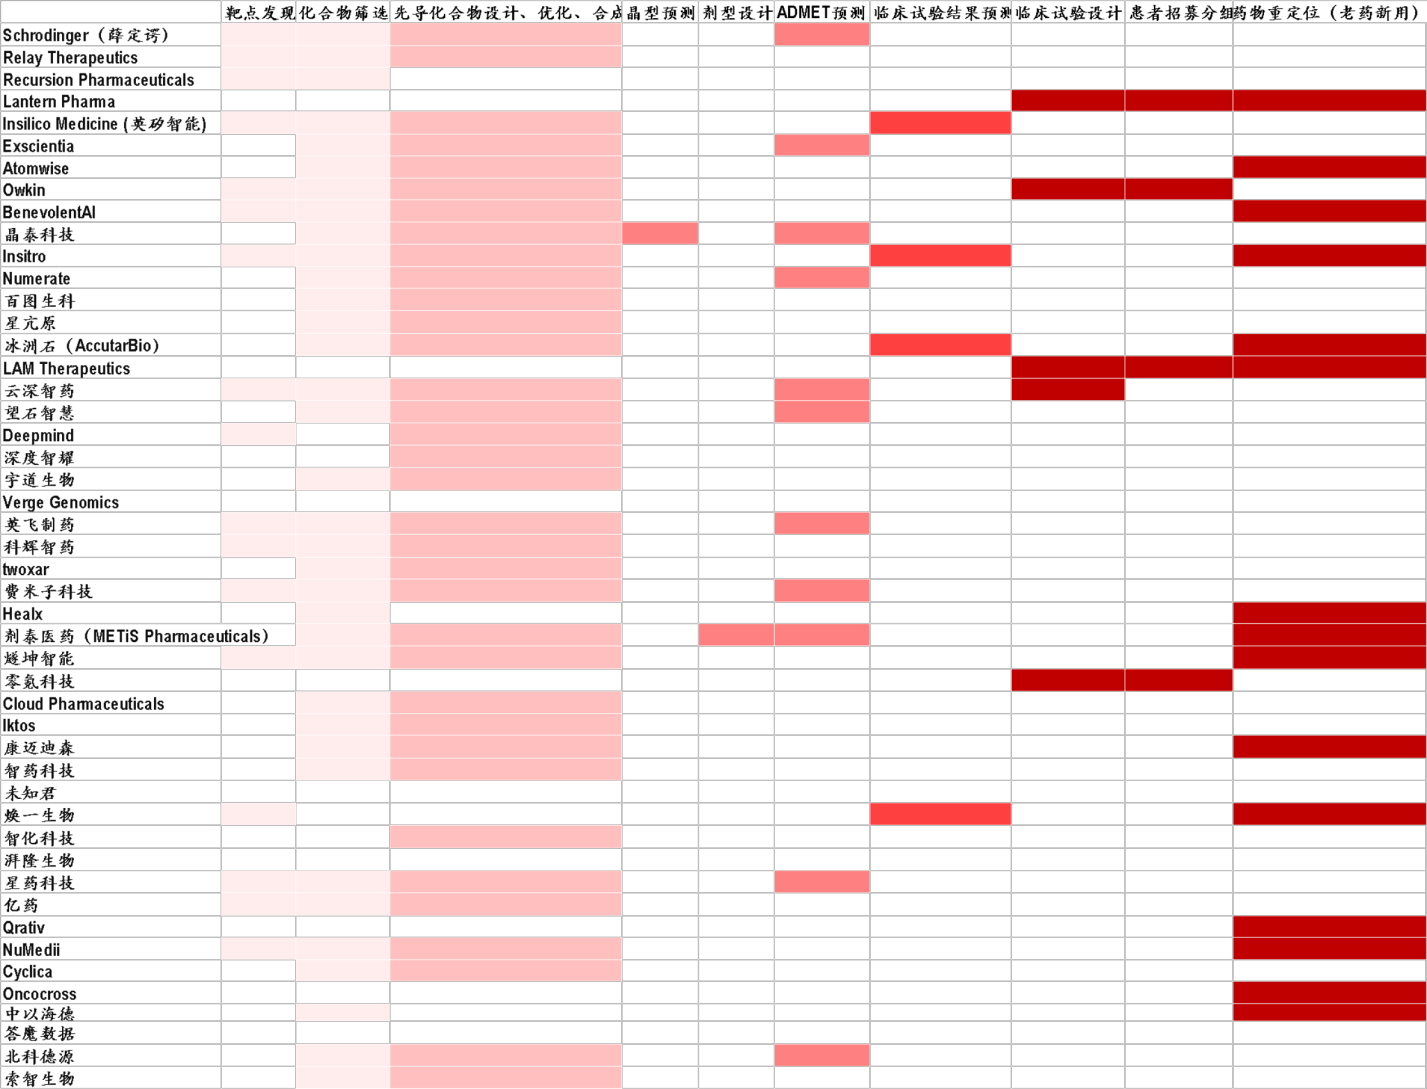 靶点发现 化合物筛选 先导化合物设计、优化、合成 晶型预测 剂型设计 ADMET预测 临床试验结果预测 临床试验设计 患者招募分组 药物重定位（老药新用）
Schrodinger（薛定谔）
Relay Therapeutics
Recursion Pharmaceuticals
Lantern Pharma
Insilico Medicine (英矽智能)
Exscientia
Atomwise
Owkin
BenevolentAI
晶泰科技
Insitro
Numerate
百图生科
星亢原
冰洲石（AccutarBio）
LAM Therapeutics
云深智药
望石智慧
Deepmind
深度智耀
宇道生物
Verge Genomics
英飞制药
科辉智药
twoxar
费米子科技
Healx
剂泰医药（METiS Pharmaceuticals）
燧坤智能
零氪科技
Cloud Pharmaceuticals
Iktos
康迈迪森
智药科技
未知君
焕一生物
智化科技
湃隆生物
星药科技
亿药
Qrativ
NuMedii
Cyclica
Oncocross
中以海德
答魔数据
北科德源
索智生物